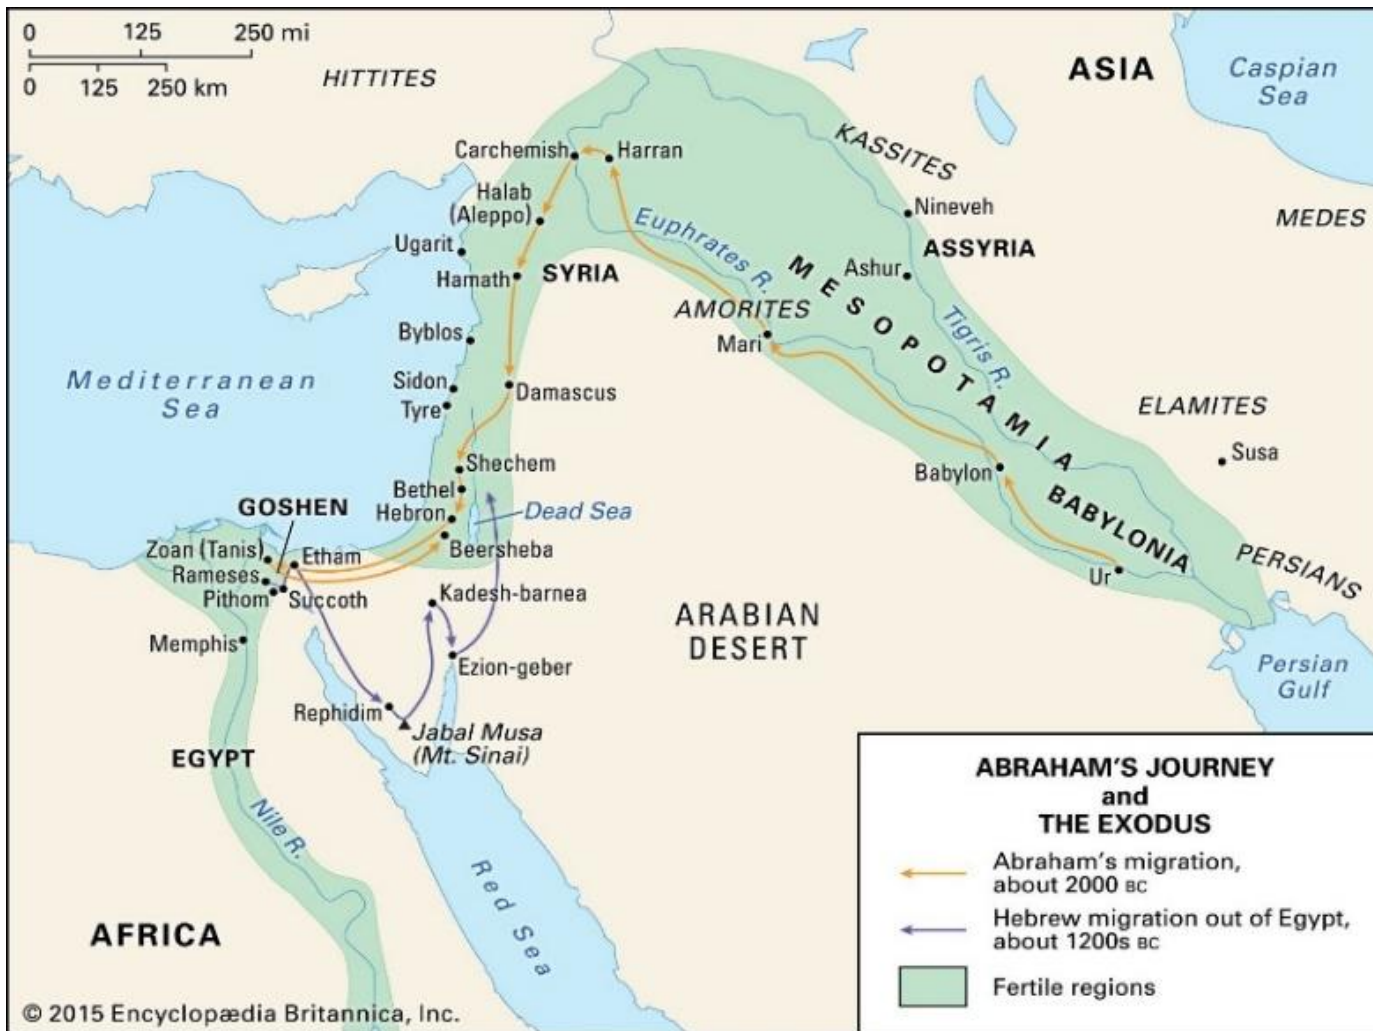 0 125 250 mi
0 125 250 km
HITTITES
ASIA
Caspian
Sea
KASSITES
Carchemish
Harran
Halab
(Aleppo)
Nineveh
MEDES
Euphrates R.
Ugarit
ASSYRIA
Hamath
SYRIA
Ashur
MESOPOTAMIA
AMORITES
Tigris R.
Byblos
Mari
Mediterranean
Sea
Sidon
Damascus
Tyre
ELAMITES
Susa
Shechem
Babylon
Bethel
GOSHEN
Hebron
Dead Sea
BABYLONIA
Zoan (Tanis)
Etham
Beersheba
PERSIANS
Rameses
Ur
Pithom
Succoth
Kadesh-barnea
ARABIAN
DESERT
Memphis
Ezion-geber
Persian
Gulf
Rephidim
Jabal Musa
(Mt. Sinai)
EGYPT
Nile R.
Red Sea
AFRICA
ABRAHAM'S JOURNEY
and
THE EXODUS
Abraham's migration,
about 2000 BC
Hebrew migration out of Egypt,
about 1200s BC
Fertile regions
© 2015 Encyclopædia Britannica, Inc.